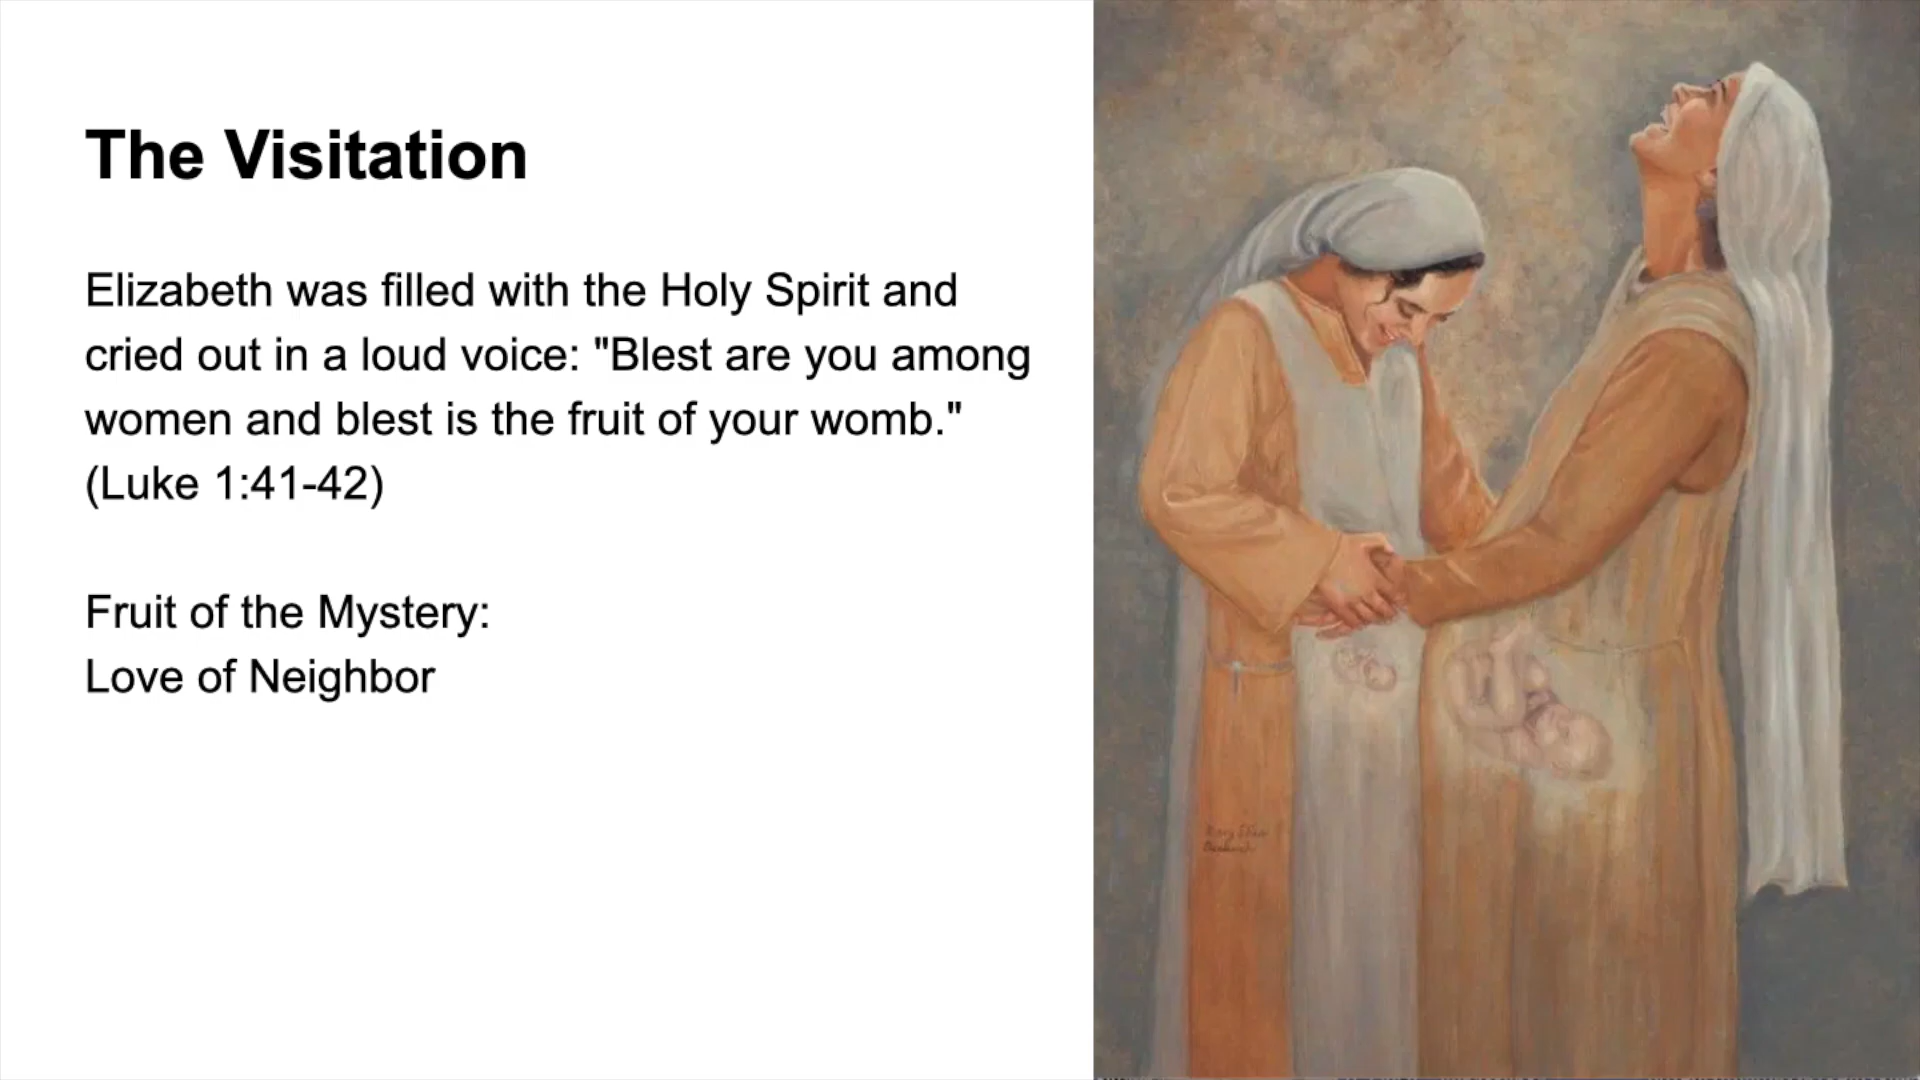 The Visitation
Elizabeth was filled with the Holy Spirit and
cried out in a loud voice: "Blest are you among
women and blest is the fruit of your womb."
(Luke 1:41-42)
Fruit of the Mystery:
Love of Neighbor